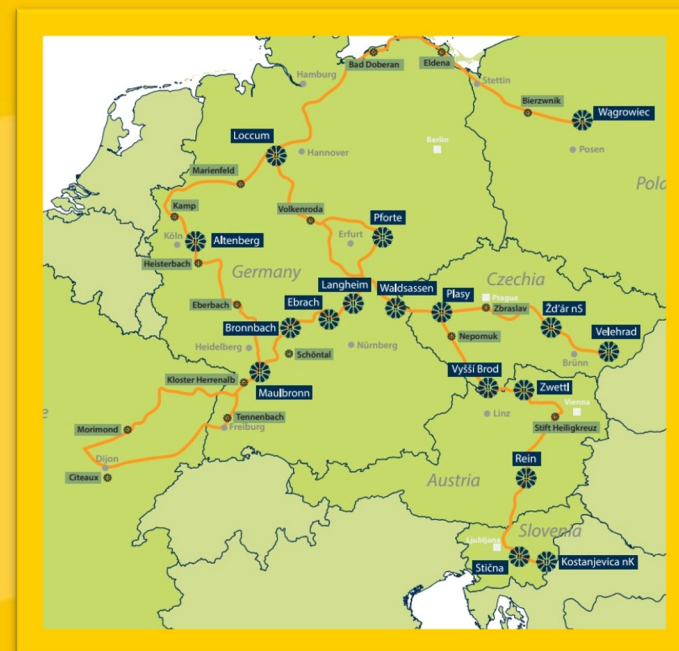 Bad Doberan
Eldena
Hamburg
Stettin
Bierzwnik
Wągrowiec
Loccum
Hannover
Berlin
Posen
Marienfeld
Pola
Kamp
Volkenroda
Pforte
Köln
Altenberg
Erfurt
Heisterbach
Germany
Czechia
Langheim
Waldsassen
Plasy
Prague
Zbraslav
Žd'ár nS
Eberbach
Ebrach
Bronnbach
Nepomuk
Velehrad
Heidelberg
Schöntal
Nürnberg
Brünn
Vyšší Brod
Zwettl
Kloster Herrenalb
Maulbronn
Vienna
Tennenbach
Freiburg
Linz
Stift Heiligkreuz
e
Morimond
Dijon
Citeaux
Rein
Austria
Slovenia
Ljubljana
Stična
Kostanjevica nK